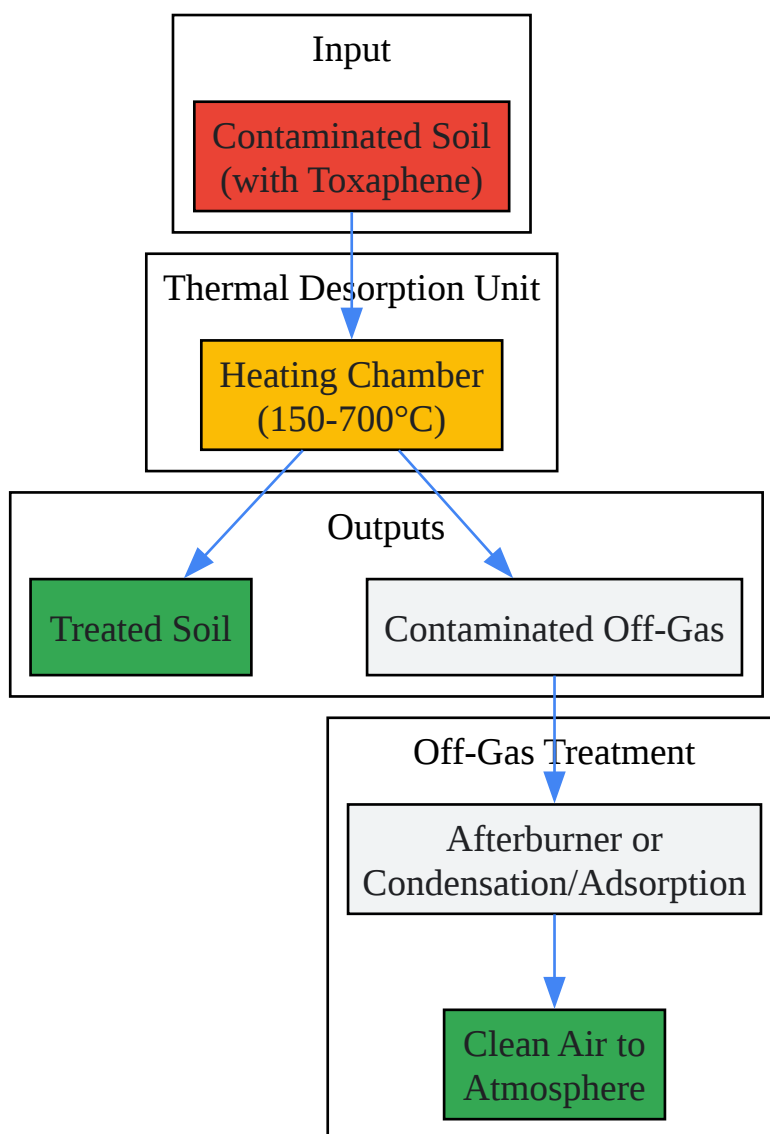 Input
Contaminated Soil
(with Toxaphene)
Thermal Desorption Unit
Heating Chamber
(150-700°C)
Outputs
Treated Soil
Contaminated Off-Gas
Off-Gas Treatment
Afterburner or
Condensation/Adsorption
Clean Air to
Atmosphere